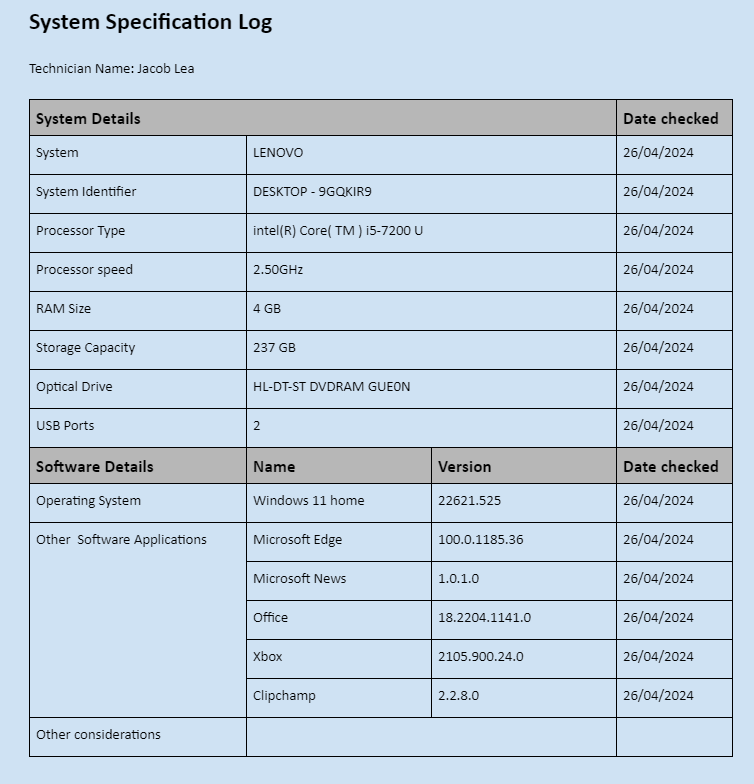 System Specification Log
Technician Name: Jacob Lea
System Details Date checked
System LENOVO 26/04/2024
System Identifier DESKTOP - 9GQKIR9 26/04/2024
Processor Type intel(R) Core( TM ) i5-7200 U 26/04/2024
Processor speed 2.50GHz 26/04/2024
RAM Size 4 GB 26/04/2024
Storage Capacity 237 GB 26/04/2024
Optical Drive HL-DT-ST DVDRAM GUE0N 26/04/2024
USB Ports 2 26/04/2024
Software Details Name Version Date checked
Operating System Windows 11 home 22621.525 26/04/2024
Other  Software Applications Microsoft Edge 100.0.1185.36 26/04/2024
Microsoft News 1.0.1.0 26/04/2024
Office 18.2204.1141.0 26/04/2024
Xbox 2105.900.24.0 26/04/2024
Clipchamp 2.2.8.0 26/04/2024
Other considerations